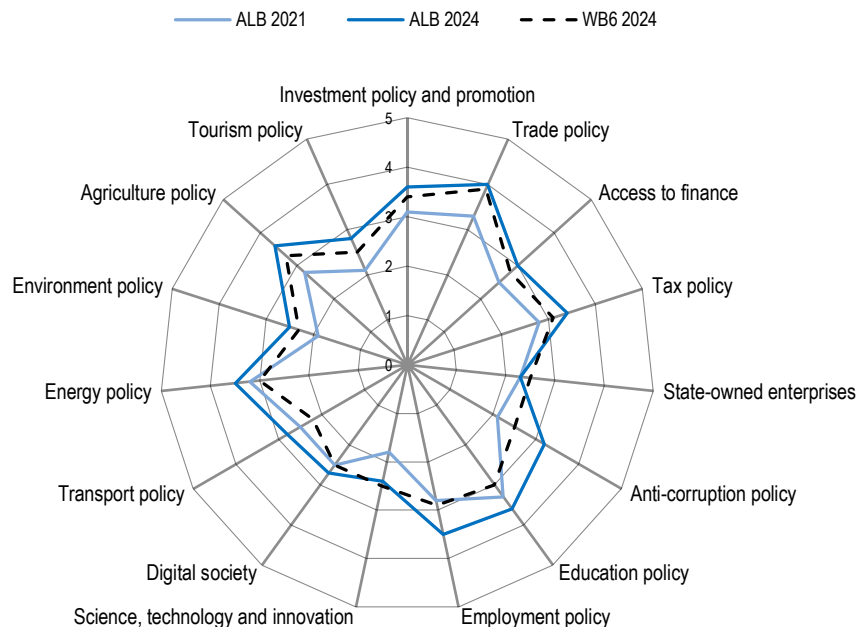 ALB 2021 ALB 2024 WB6 2024
Investment policy and promotion
Tourism policy
Trade policy
Agriculture policy
Access to finance
Environment policy
Tax policy
Energy policy
State-owned enterprises
Transport policy
Anti-corruption policy
Digital society
Education policy
Science, technology and innovation
Employment policy
5
4
3
2
1
0